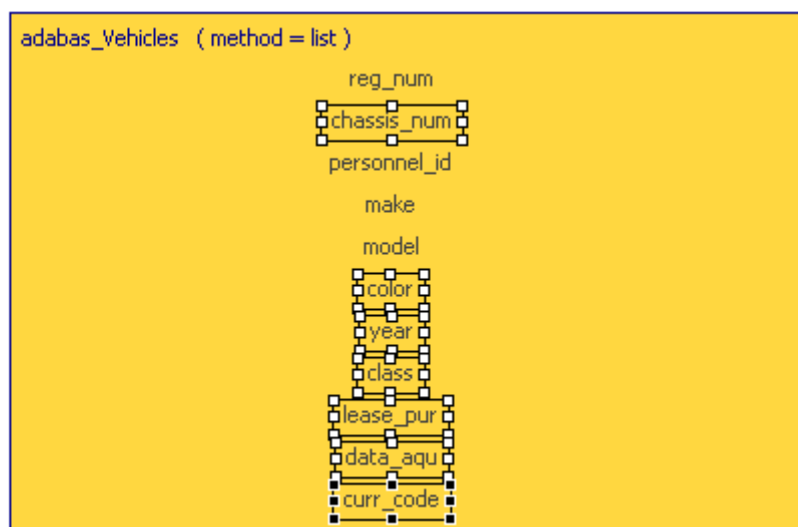 adabas_Vehicles ( method = list )
reg_num
chassis_num
personnel_id
make
model
color
year
class
lease_pur
data_aqu
curr_code